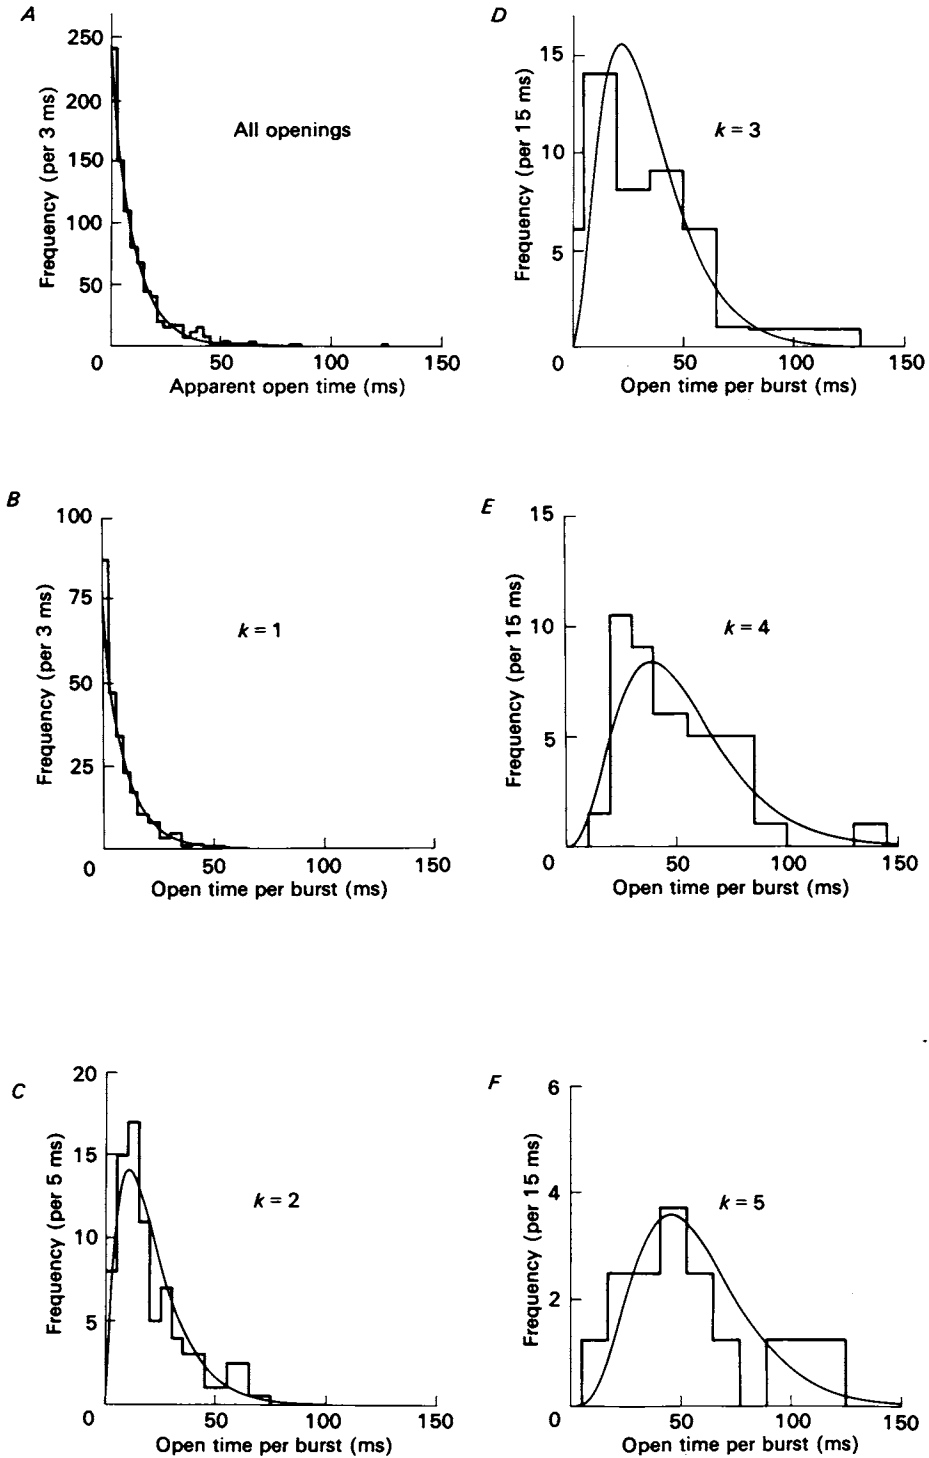 A
250
200
150
100
50
0
50
100
150
Frequency (per 3 ms)
All openings
Apparent open time (ms)
B
100
75
50
25
0
50
100
150
Frequency (per 3 ms)
k = 1
Open time per burst (ms)
C
20
15
10
5
0
50
100
150
Frequency (per 5 ms)
k = 2
Open time per burst (ms)
D
15
10
5
0
50
100
150
Frequency (per 15 ms)
k = 3
Open time per burst (ms)
E
15
10
5
0
50
100
150
Frequency (per 15 ms)
k = 4
Open time per burst (ms)
F
6
4
2
0
50
100
150
Frequency (per 15 ms)
k = 5
Open time per burst (ms)